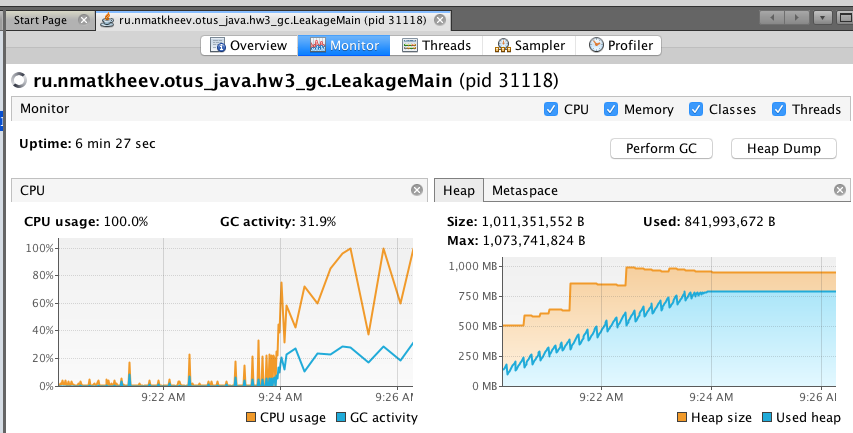 Start Page
ru.nmatkheev.otus_java.hw3_gc.LeakageMain (pid 31118)
Overview Monitor Threads Sampler Profiler
ru.nmatkheev.otus_java.hw3_gc.LeakageMain (pid 31118)
Monitor
CPU Memory Classes Threads
Uptime: 6 min 27 sec
Perform GC Heap Dump
CPU
CPU usage: 100.0% GC activity: 31.9%
100%
80%
60%
40%
20%
0%
9:22 AM 9:24 AM 9:26 A
CPU usage GC activity
Heap Metaspace
Size: 1,011,351,552 B Used: 841,993,672 B
Max: 1,073,741,824 B
1,000 MB
750 MB
500 MB
250 MB
0 MB
9:22 AM 9:24 AM 9:26 A
Heap size Used heap